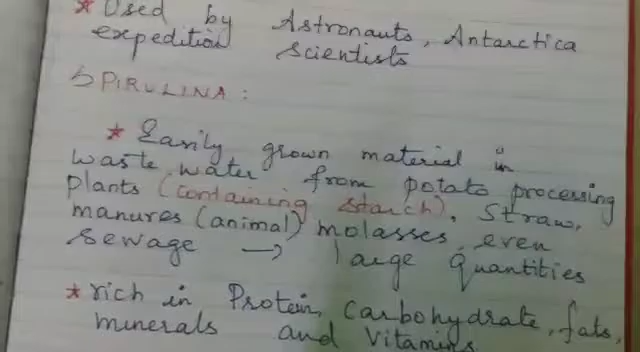 * Used by Astronauts, Antarctica
expedition scientists
SPIRULINA:
* Easily grown material in
waste water from potato processing
plants (containing starch), straw,
manures (animal) molasses, even
sewage → large quantities
* rich in Protein, Carbohydrate, fats,
minerals and Vitamins